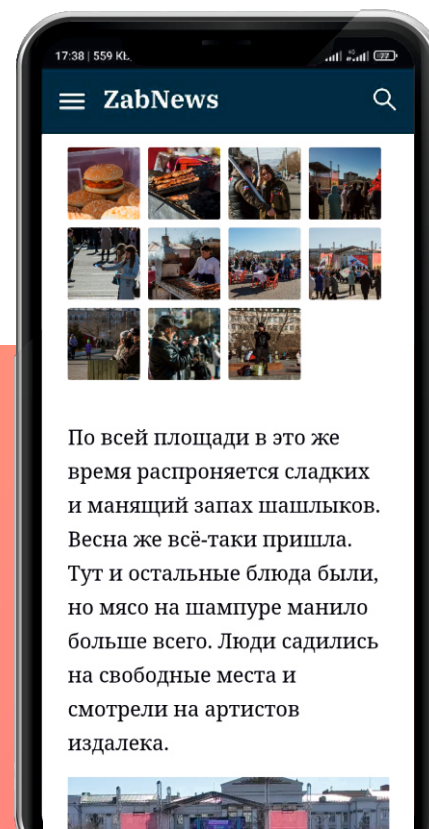 17:38 | 559 КБ
77
ZabNews
По всей площади в это же
время распроняется сладких
и манящий запах шашлыков.
Весна же всё-таки пришла.
Тут и остальные блюда были,
но мясо на шампуре манило
больше всего. Люди садились
на свободные места и
смотрели на артистов
издалека.